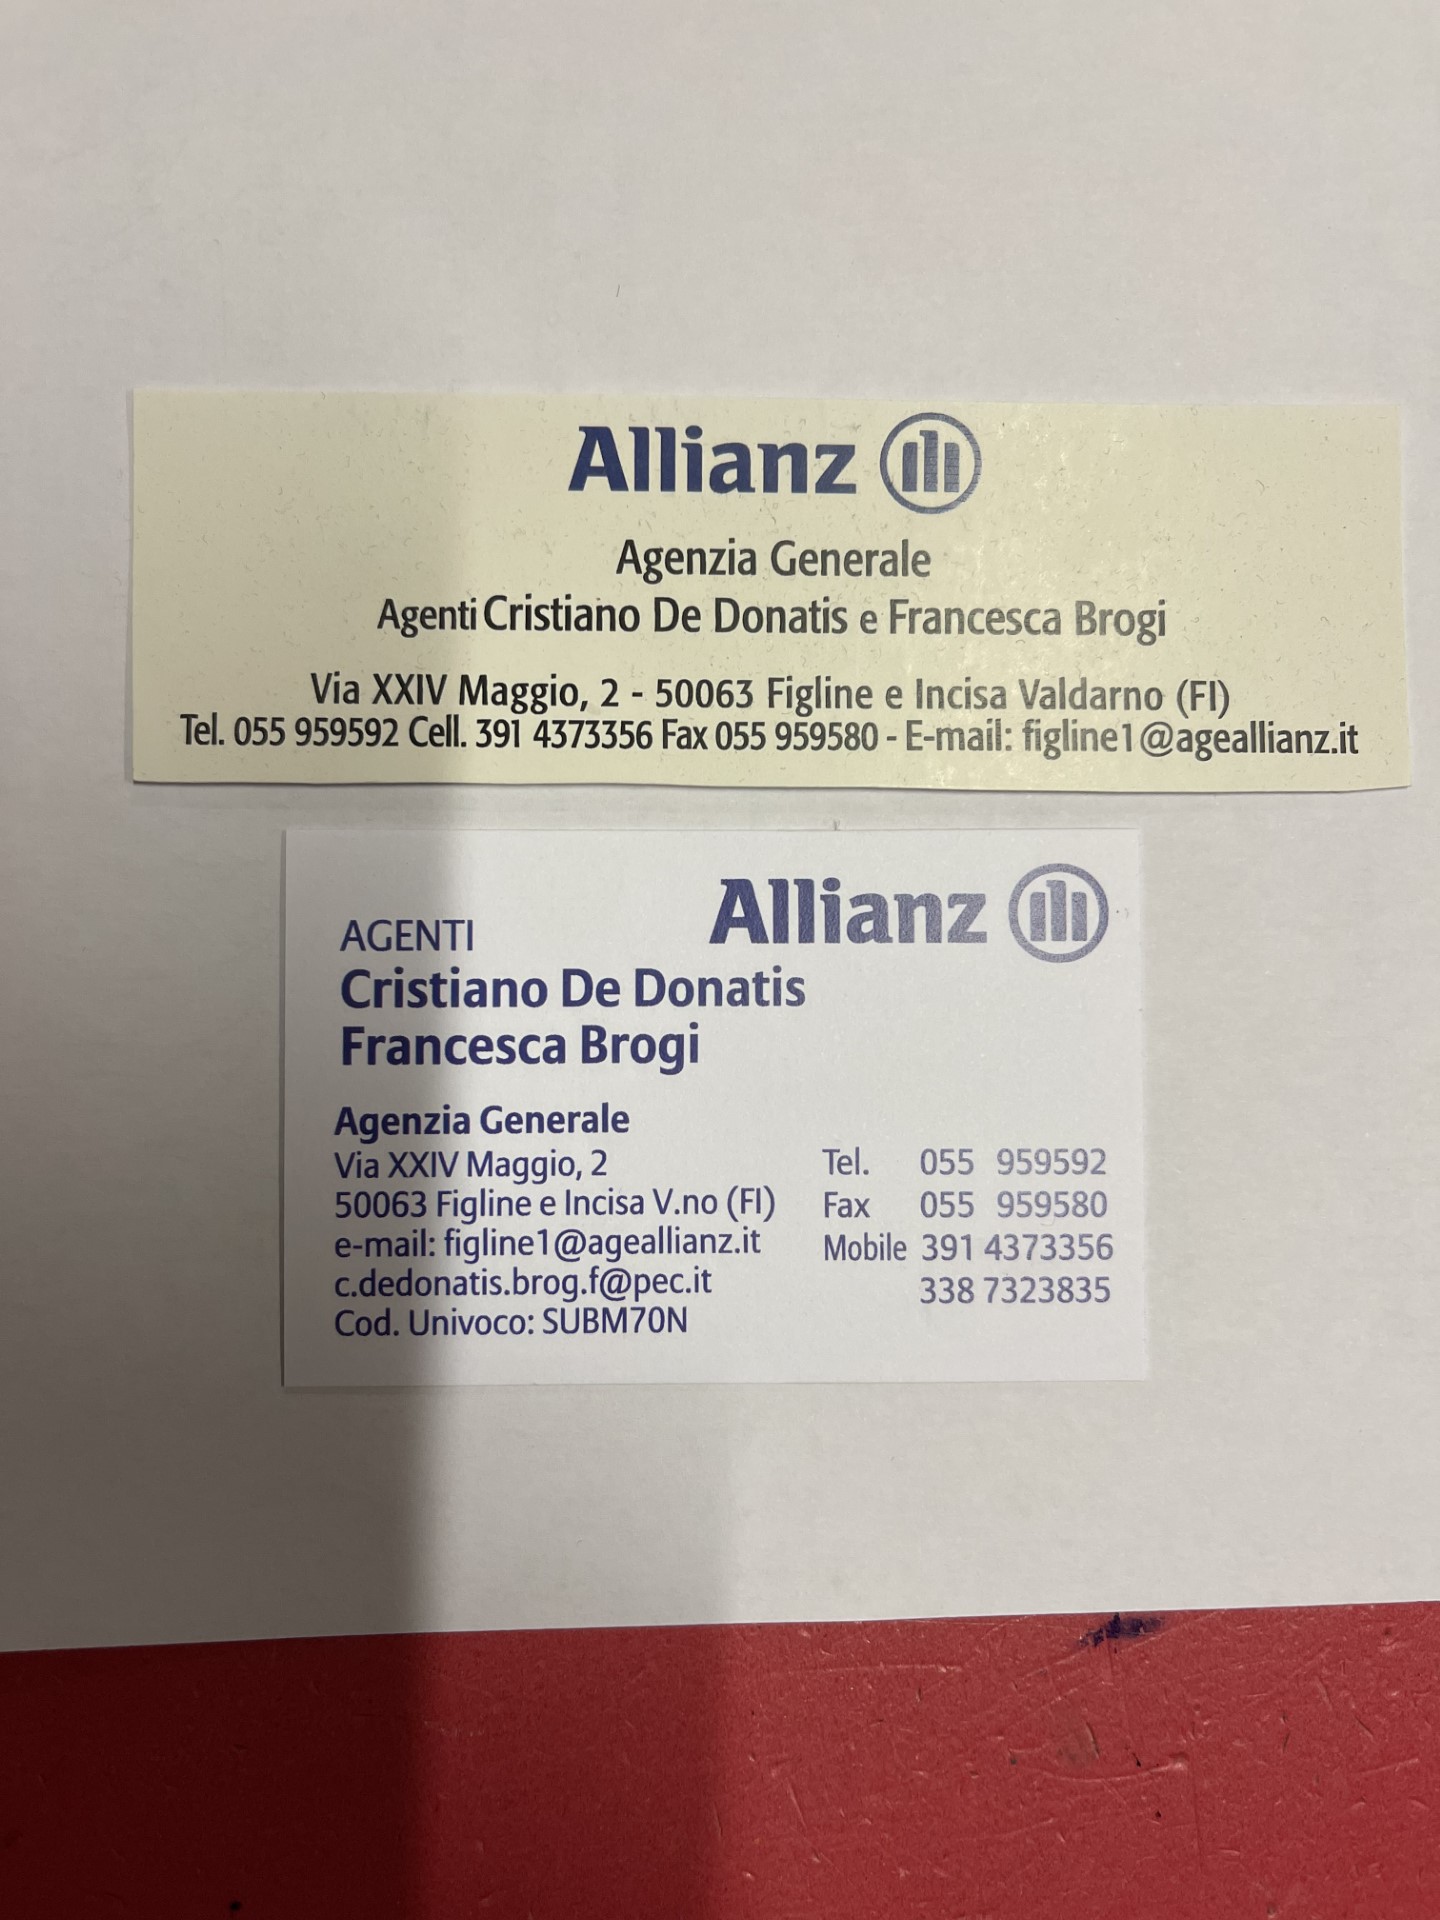 Allianz
Agenzia Generale
Agenti Cristiano De Donatis e Francesca Brogi
Via XXIV Maggio, 2 - 50063 Figline e Incisa Valdarno (FI)
Tel. 055 959592 Cell. 391 4373356 Fax 055 959580 - E-mail: figline1@ageallianz.it
Allianz
AGENTI
Cristiano De Donatis
Francesca Brogi
Agenzia Generale
Via XXIV Maggio, 2
50063 Figline e Incisa V.no (FI)
e-mail: figline1@ageallianz.it
c.dedonatis.brog.f@pec.it
Cod. Univoco: SUBM70N
Tel. 055 959592
Fax 055 959580
Mobile 391 4373356
338 7323835